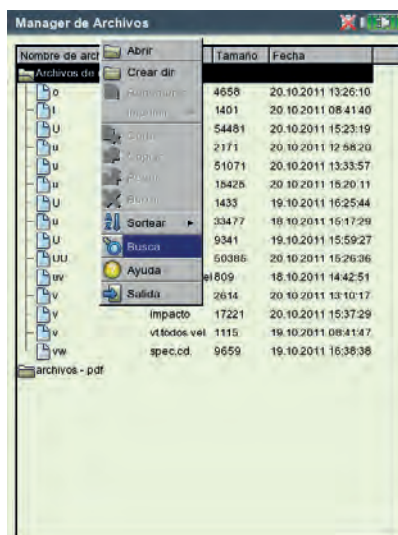 Manager de Archivos
Nombre de arc Tamaño Fecha
Archivos de
Abrir
Crear dir
Sortear
Busca
Ayuda
Salida
o 4658 20.10.2011 13:26:10
1401 20.10.2011 08:41:40
U 54481 20.10.2011 15:23:19
u 2171 20.10.2011 12:58:20
u 51071 20.10.2011 13:33:57
u 15425 20.10.2011 15:20:11
U 1433 19.10.2011 16:25:44
u 33477 18.10.2011 15:17:29
U 9341 19.10.2011 15:59:27
UU 50385 20.10.2011 15:26:36
uv el 809 18.10.2011 14:42:51
v 2614 20.10.2011 13:10:17
v impacto 17221 20.10.2011 15:37:29
v vt.todos.vel 1115 19.10.2011 08:41:47
vw spec.cd. 9659 19.10.2011 16:38:38
archivos - pdf